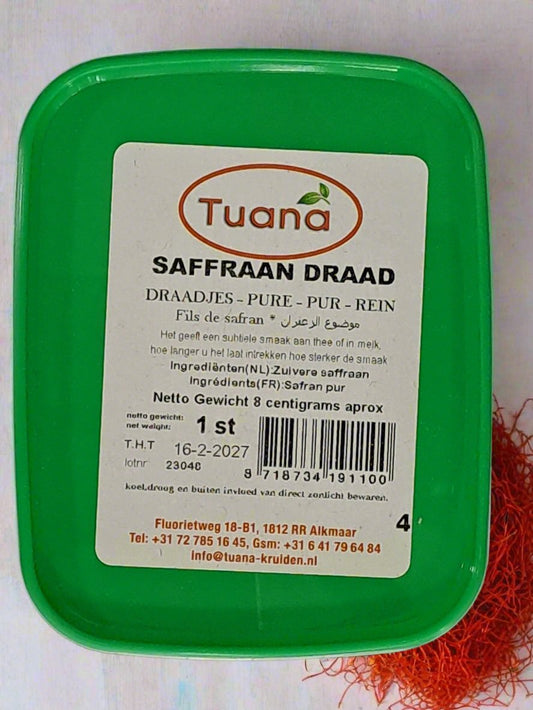 Tuana
SAFFRAAN DRAAD
DRAADJES - PURE - PUR - REIN
Fils de safran * موضوع الزعفرل
Het geeft een subtiele smaak aan thee of in melk,
hoe langer u het laat intrekken hoe sterker de smaak
Ingrediënten(NL):Zuivere saffraan
Ingrédients(FR):Safran pur
Netto Gewicht 8 centigrams aprox
netto gewicht:
net weight:
1 st
T.H.T 16-2-2027
lotnr 23048
8 718734 191100
koel,droog en buiten invloed van direct zonlicht bewaren.
4
Fluorietweg 18-B1, 1812 RR Alkmaar
Tel: +31 72 785 16 45, Gsm: +31 6 41 79 64 84
info@tuana-kruiden.nl